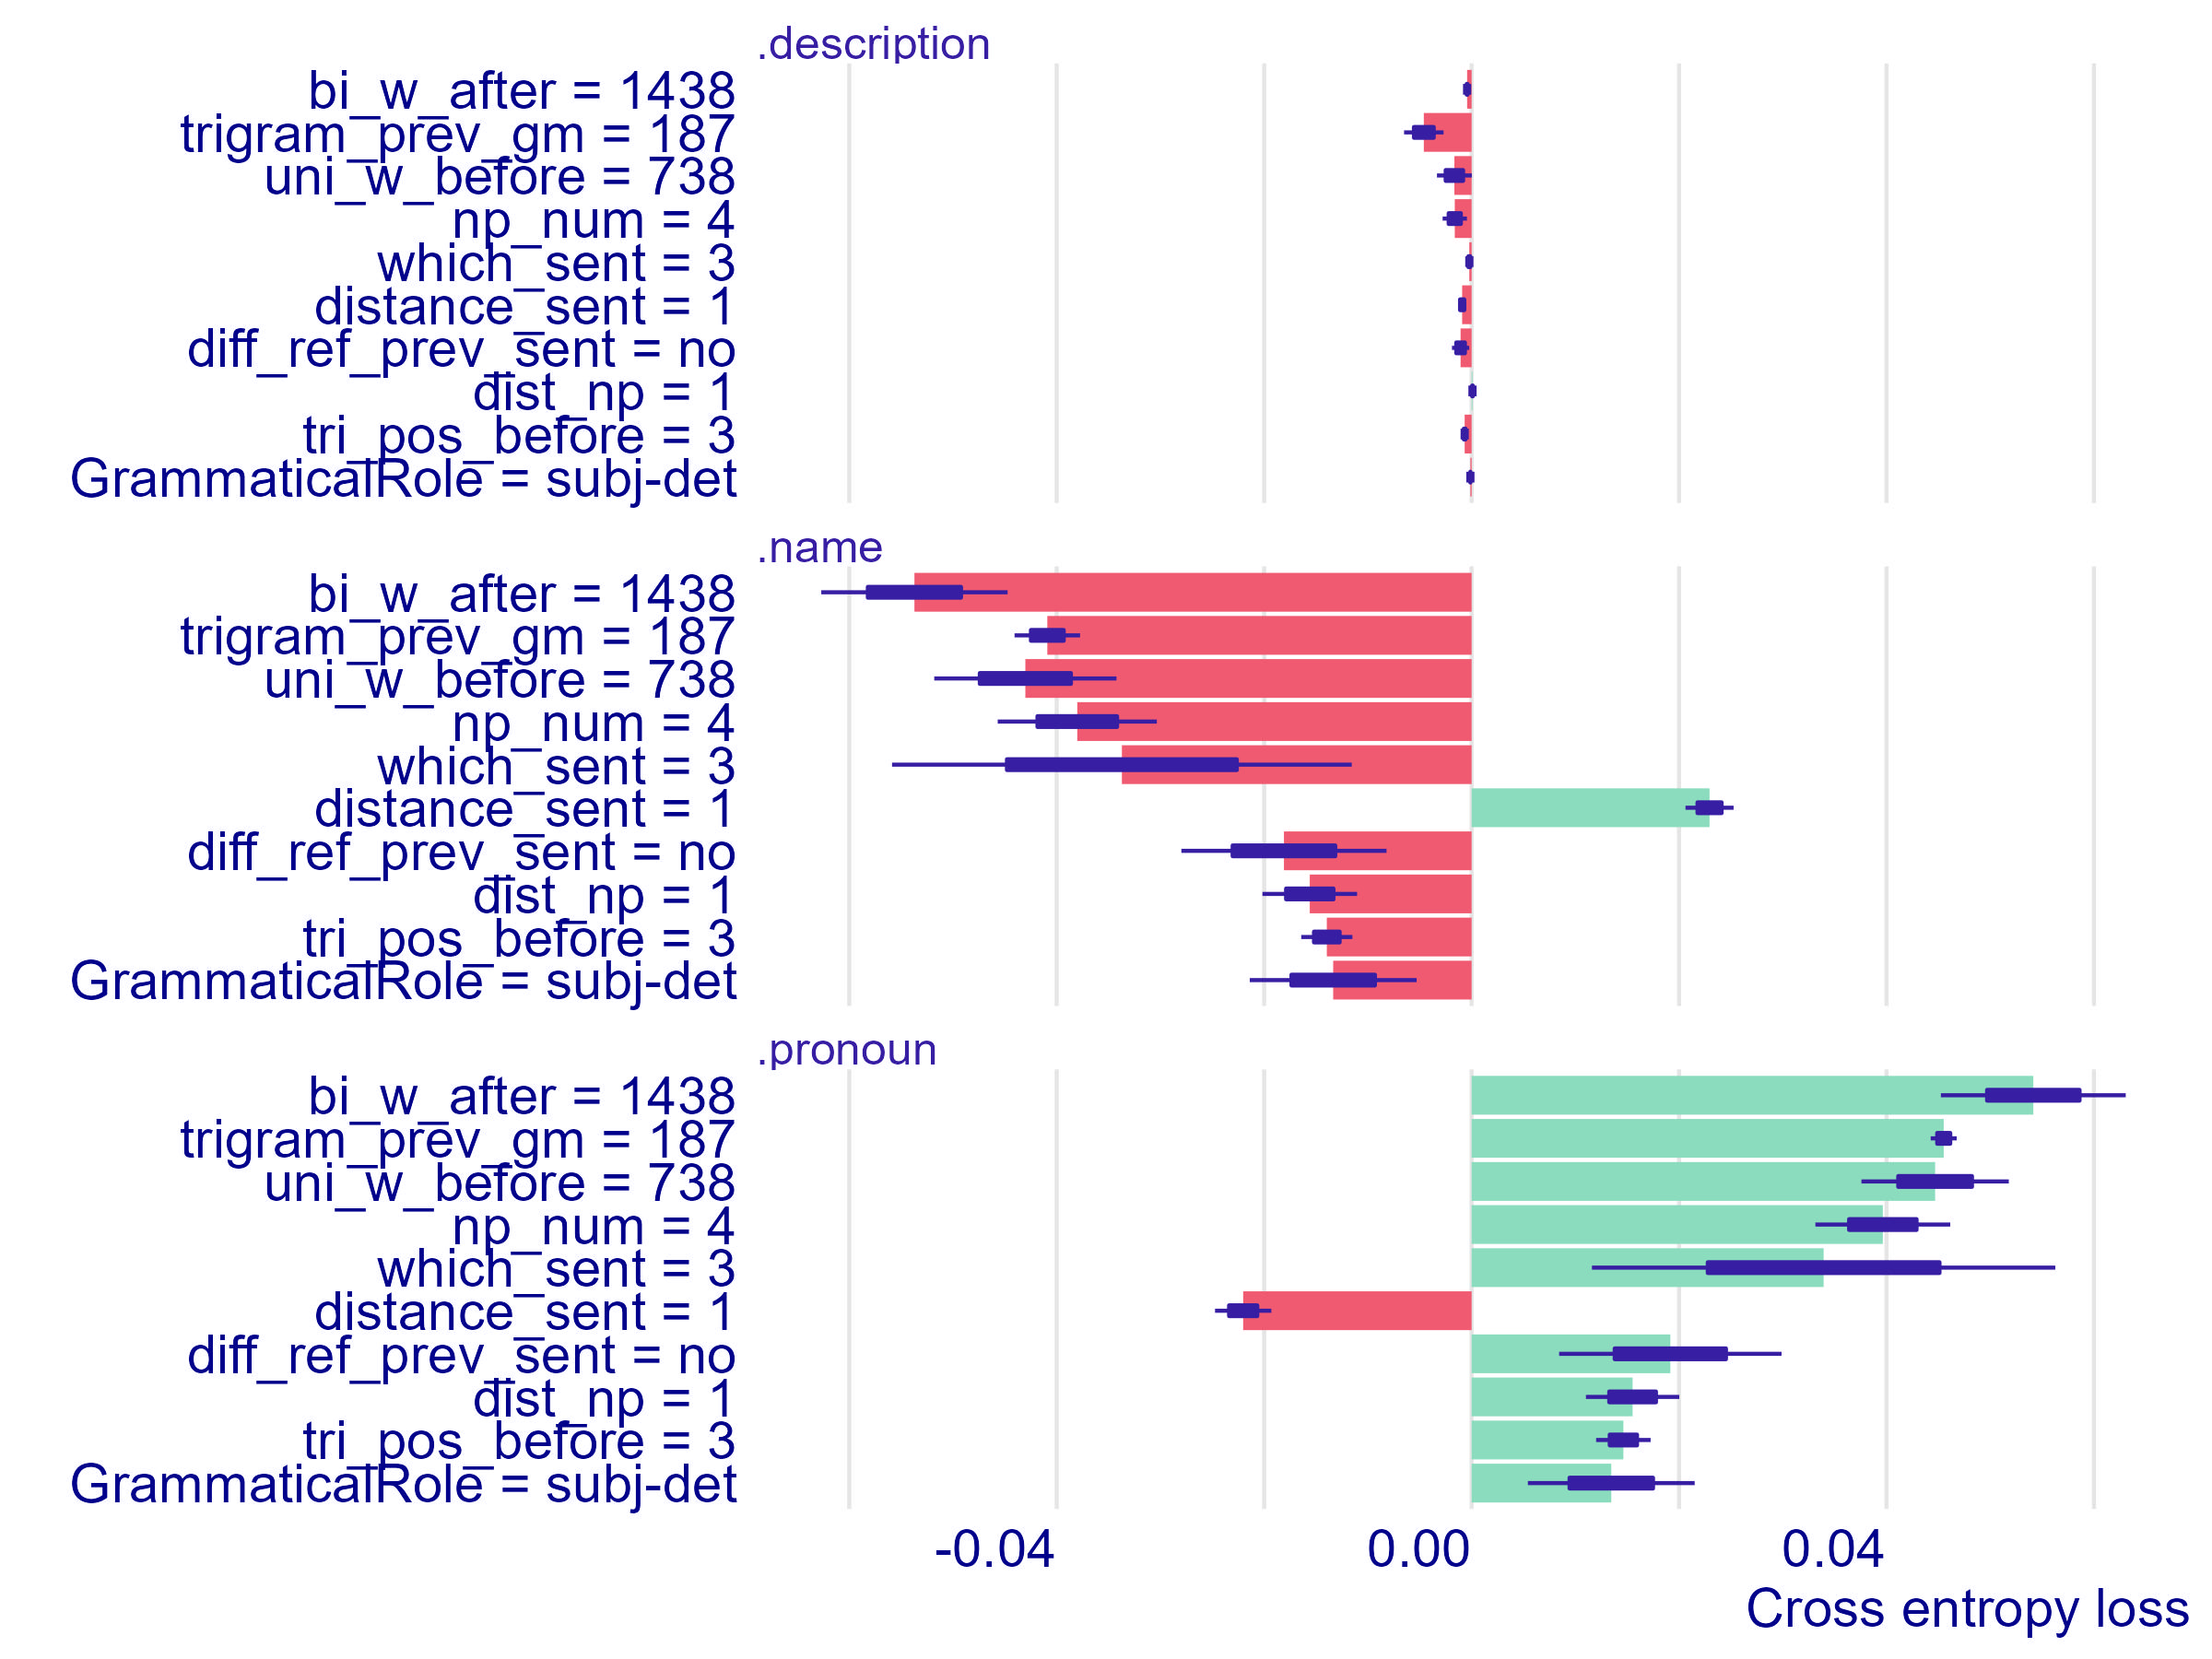 .description
bi_w_after = 1438
trigram_prev_gm = 187
uni_w_before = 738
np_num = 4
which_sent = 3
distance_sent = 1
diff_ref_prev_sent = no
dist_np = 1
tri_pos_before = 3
GrammaticalRole = subj-det
.name
bi_w_after = 1438
trigram_prev_gm = 187
uni_w_before = 738
np_num = 4
which_sent = 3
distance_sent = 1
diff_ref_prev_sent = no
dist_np = 1
tri_pos_before = 3
GrammaticalRole = subj-det
.pronoun
bi_w_after = 1438
trigram_prev_gm = 187
uni_w_before = 738
np_num = 4
which_sent = 3
distance_sent = 1
diff_ref_prev_sent = no
dist_np = 1
tri_pos_before = 3
GrammaticalRole = subj-det
-0.04 0.00 0.04
Cross entropy loss